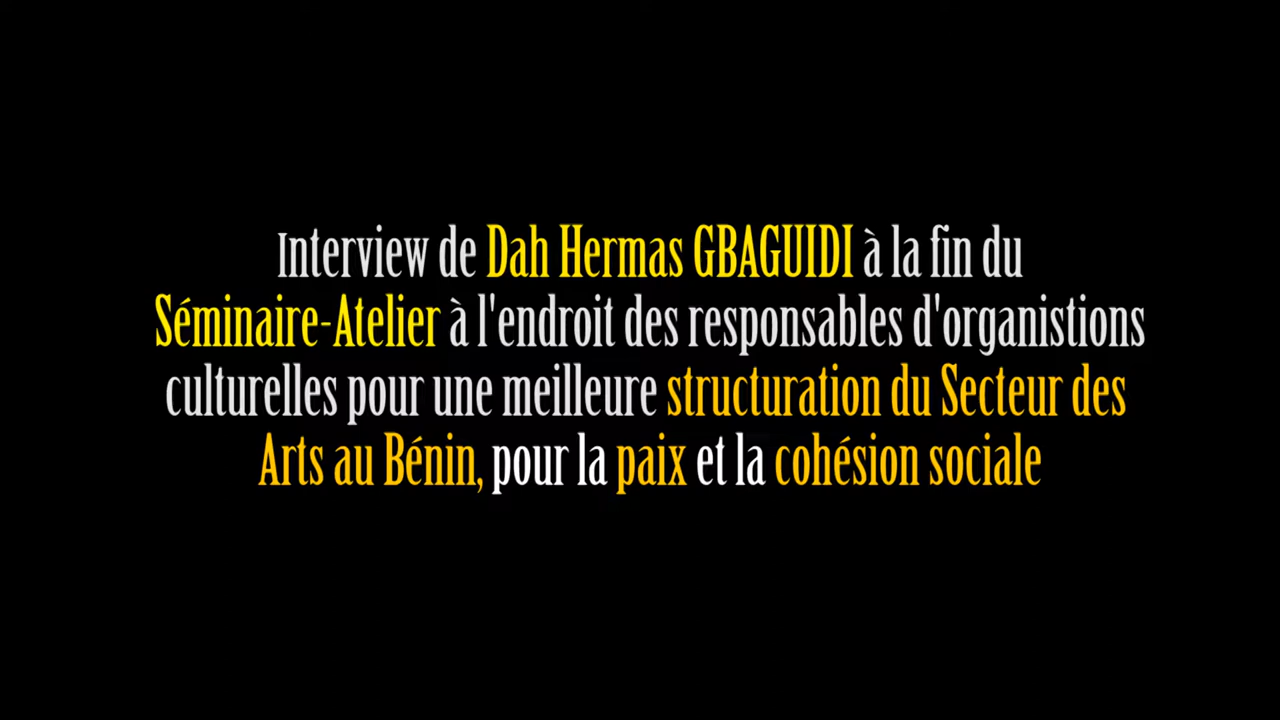 Interview de Dah Hermas GBAGUIDI à la fin du
Séminaire-Atelier à l'endroit des responsables d'organistions
culturelles pour une meilleure structuration du Secteur des
Arts au Bénin, pour la paix et la cohésion sociale